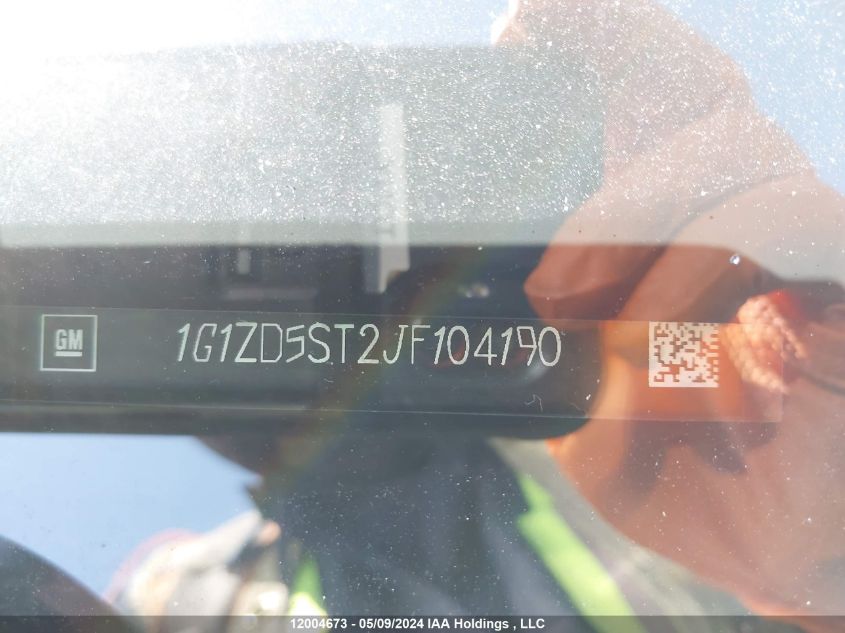 GM
1G1ZD5ST2JF104190
12004673 - 05/09/2024 IAA Holdings , LLC